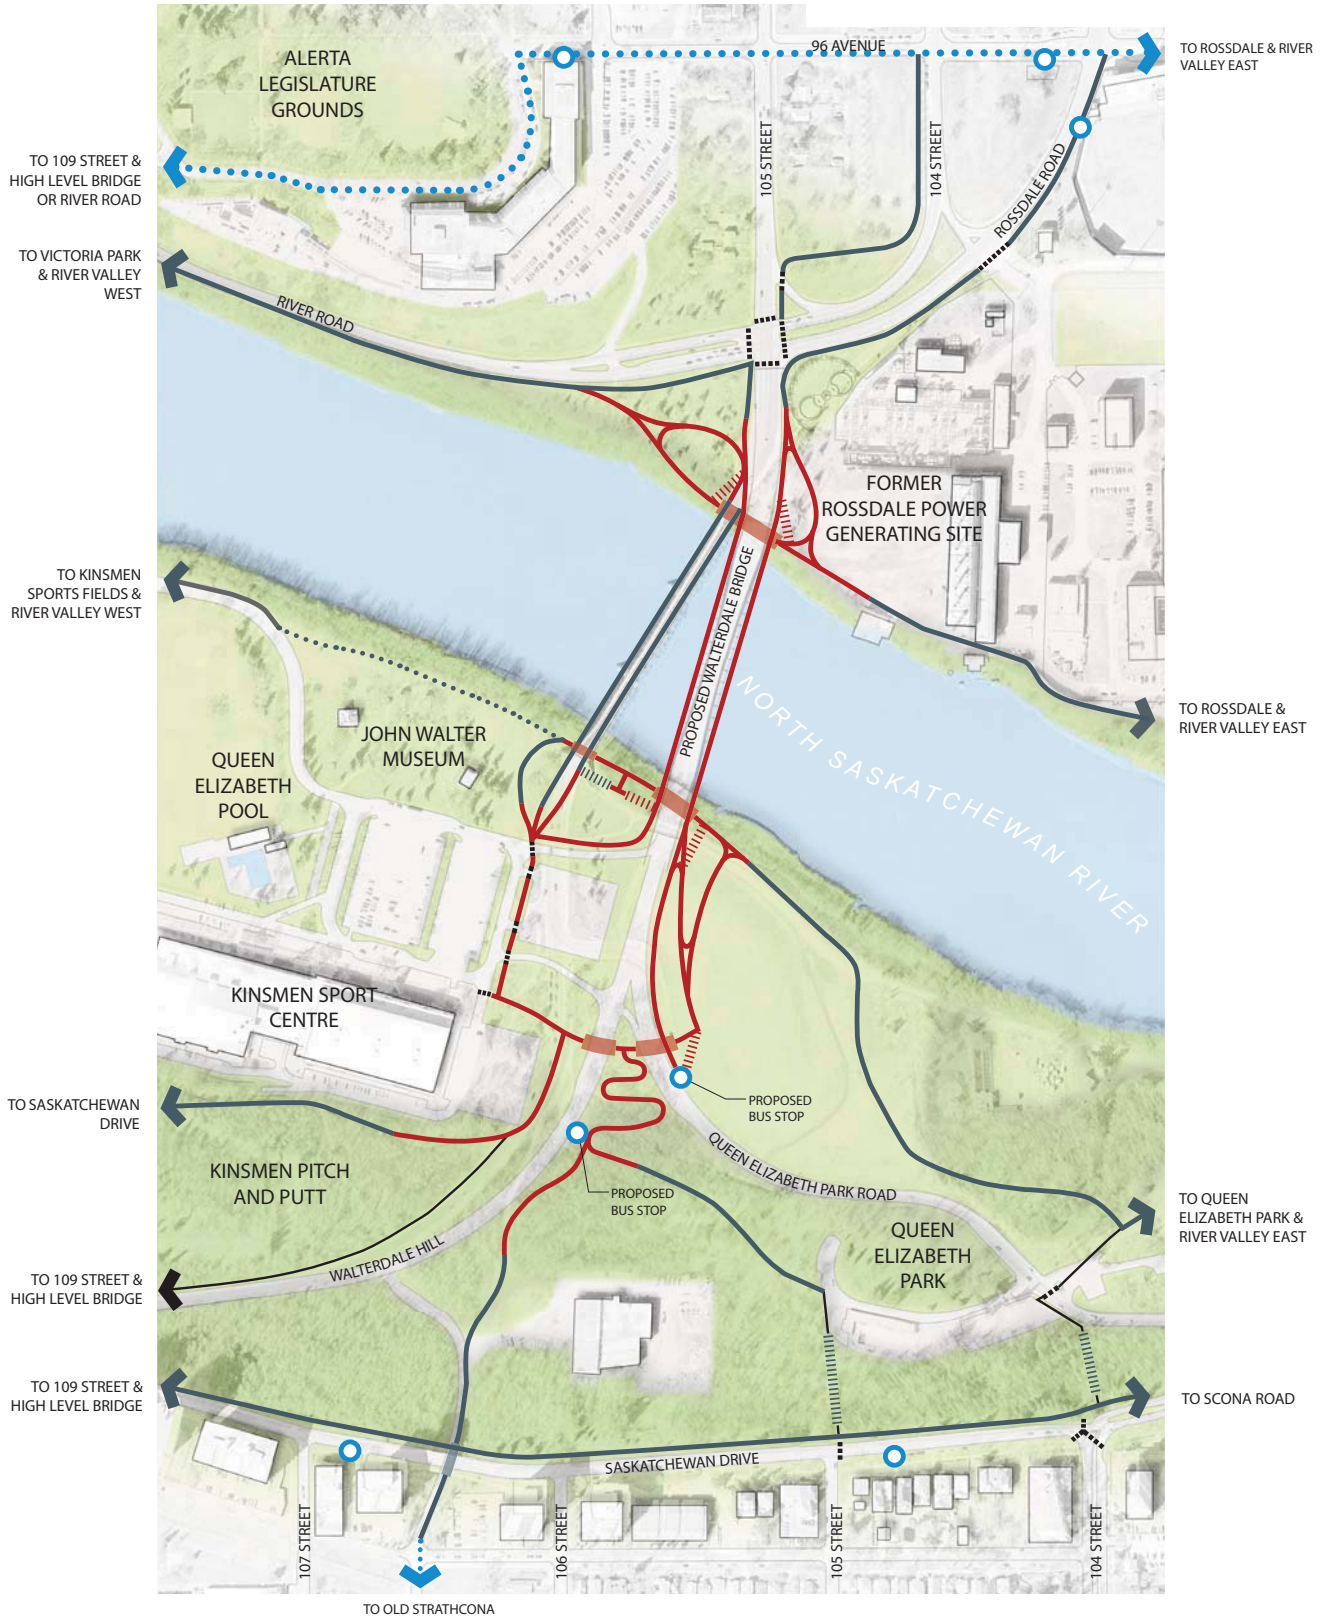 96 AVENUE
TO ROSSDALE & RIVER
VALLEY EAST
ALERTA
LEGISLATURE
GROUNDS
105 STREET
104 STREET
ROSSDALE ROAD
TO 109 STREET &
HIGH LEVEL BRIDGE
OR RIVER ROAD
TO VICTORIA PARK
& RIVER VALLEY
WEST
RIVER ROAD
FORMER
ROSSDALE POWER
GENERATING SITE
TO KINSMEN
SPORTS FIELDS &
RIVER VALLEY WEST
PROPOSED WALTERDALE BRIDGE
NORTH SASKATCHEWAN RIVER
TO ROSSDALE &
RIVER VALLEY EAST
JOHN WALTER
MUSEUM
QUEEN
ELIZABETH
POOL
KINSMEN SPORT
CENTRE
TO SASKATCHEWAN
DRIVE
PROPOSED
BUS STOP
KINSMEN PITCH
AND PUTT
QUEEN ELIZABETH PARK ROAD
PROPOSED
BUS STOP
TO QUEEN
ELIZABETH PARK &
RIVER VALLEY EAST
QUEEN
ELIZABETH
PARK
WALTERDALE HILL
TO 109 STREET &
HIGH LEVEL BRIDGE
TO 109 STREET &
HIGH LEVEL BRIDGE
TO SCONA ROAD
SASKATCHEWAN DRIVE
107 STREET
106 STREET
105 STREET
104 STREET
TO OLD STRATHCONA